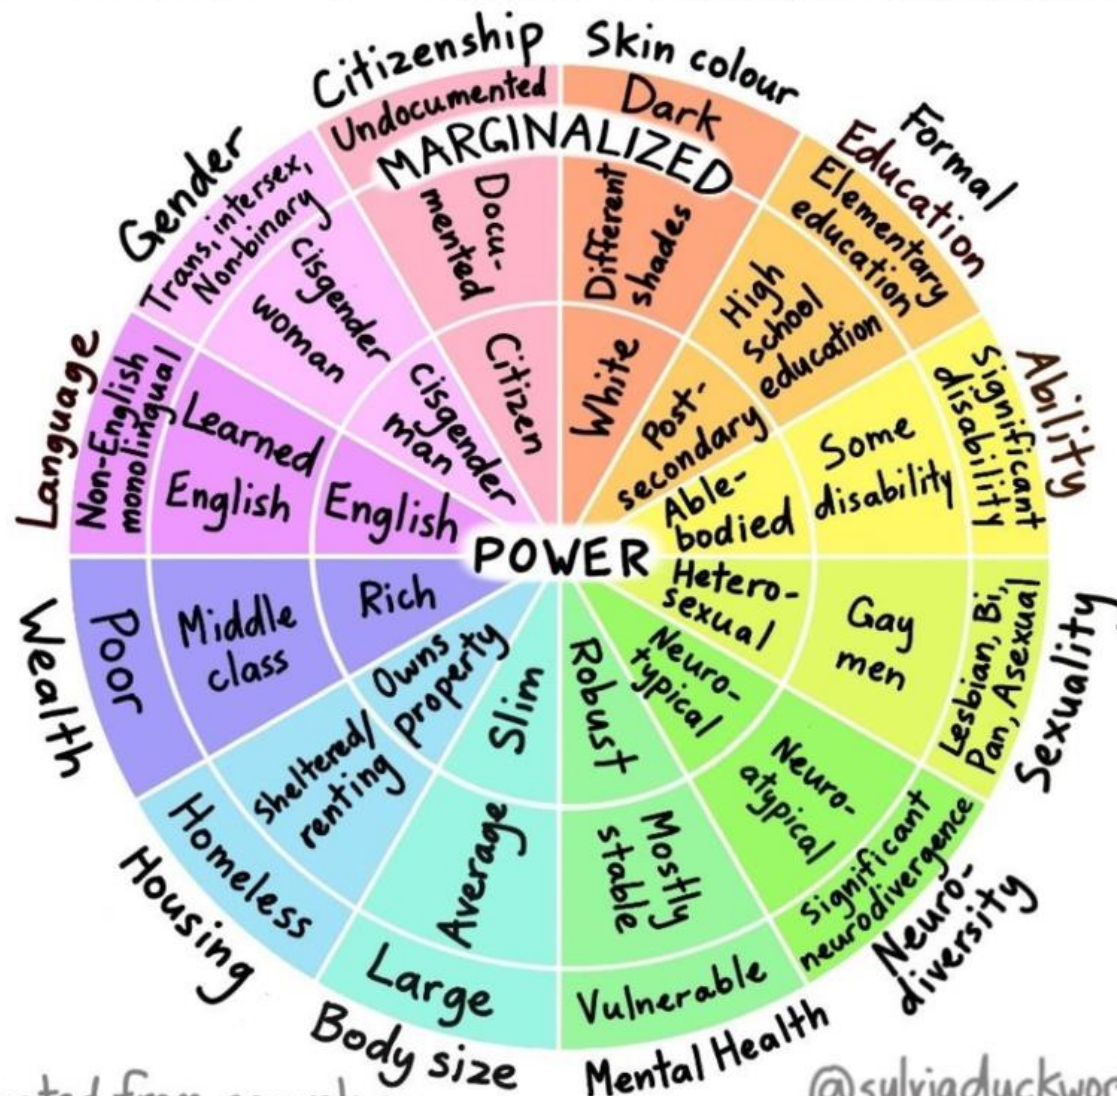 Citizenship
Undocumented
Docu-
mented
Citizen
Skin colour
Dark
Different
shades
White
Formal
Education
Elementary
education
High
school
education
Post-
secondary
Ability
Significant
disability
Some
disability
Able-
bodied
Sexuality
Lesbian, Bi,
Pan, Asexual
Gay
men
Hetero-
sexual
Neuro-
diversity
Significant
neurodivergence
Neuro-
atypical
Neuro-
typical
Mental Health
Vulnerable
Mostly
stable
Robust
Body size
Large
Average
Slim
Housing
Homeless
Sheltered/
renting
Owns
property
Wealth
Poor
Middle
class
Rich
Language
Non-English
monolingual
Learned
English
English
Gender
Trans, intersex,
Non-binary
Cisgender
woman
Cisgender
man
MARGINALIZED
POWER
from
@sylviaduckwor